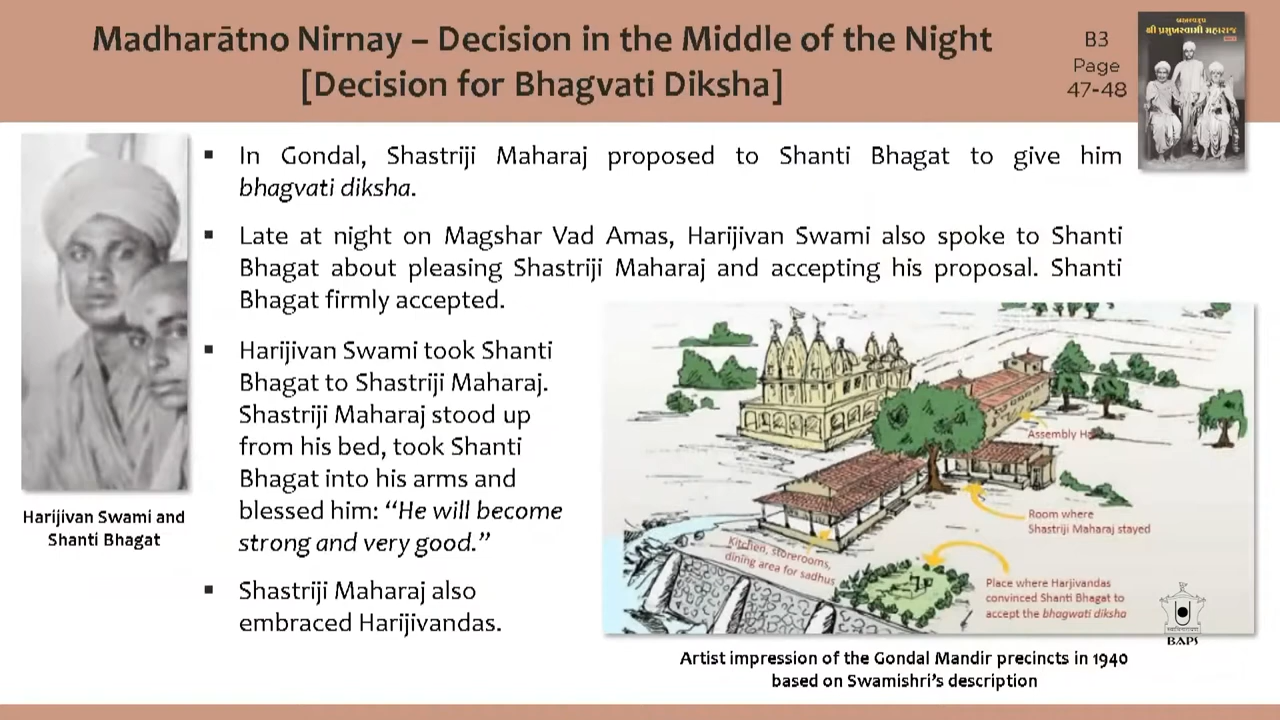 Madharātno Nirnay – Decision in the Middle of the Night
[Decision for Bhagvati Diksha]
B3
Page
47-48
શ્રી પ્રમુખસ્વામી મહારાજ
▪ In Gondal, Shastriji Maharaj proposed to Shanti Bhagat to give him
bhagvati diksha.
▪ Late at night on Magshar Vad Amas, Harijivan Swami also spoke to Shanti
Bhagat about pleasing Shastriji Maharaj and accepting his proposal. Shanti
Bhagat firmly accepted.
▪ Harijivan Swami took Shanti
Bhagat to Shastriji Maharaj.
Shastriji Maharaj stood up
from his bed, took Shanti
Bhagat into his arms and
blessed him: “He will become
strong and very good.”
▪ Shastriji Maharaj also
embraced Harijivandas.
Harijivan Swami and
Shanti Bhagat
Assembly
Room where
Shastriji Maharaj stayed
Kitchen, storerooms,
dining area for sadhus
Place where Harjivandas
convinced Shanti Bhagat to
accept the bhagwati diksha
BAPS
Artist impression of the Gondal Mandir precincts in 1940
based on Swamishri’s description